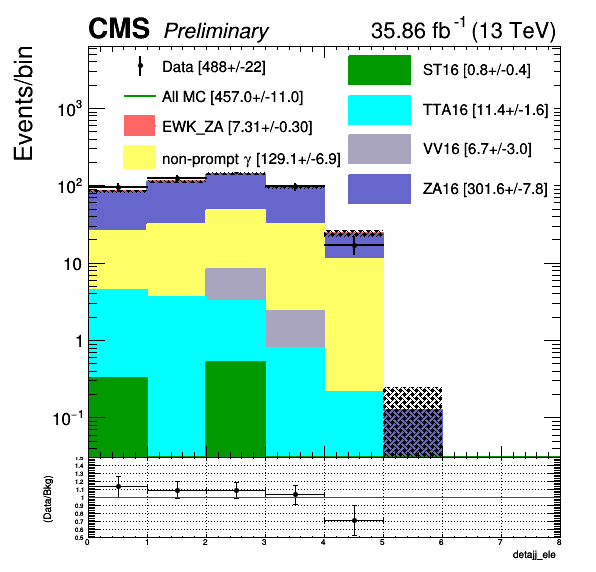 CMS Preliminary 35.86 fb⁻¹ (13 TeV)
Events/bin
Data [488+/-22]
All MC [457.0+/-11.0]
EWK_ZA [7.31+/-0.30]
non-prompt γ [129.1+/-6.9]
ST16 [0.8+/-0.4]
TTA16 [11.4+/-1.6]
VV16 [6.7+/-3.0]
ZA16 [301.6+/-7.8]
10³
10²
10
1
10⁻¹
(Data/Bkg)
1.5
1.4
1.3
1.2
1.1
1
0.9
0.8
0.7
0.6
0.5
0 1 2 3 4 5 6 7 8
detajj_ele